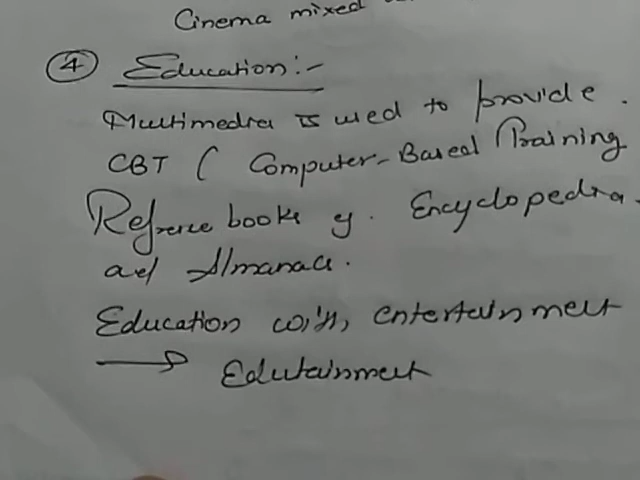 Cinema mixed
4 Education :-
Multimedia is used to provide.
CBT ( Computer-Based Training
Reference books eg. Encyclopedia.
and Almanac.
Education with entertainment
→ Edutainment